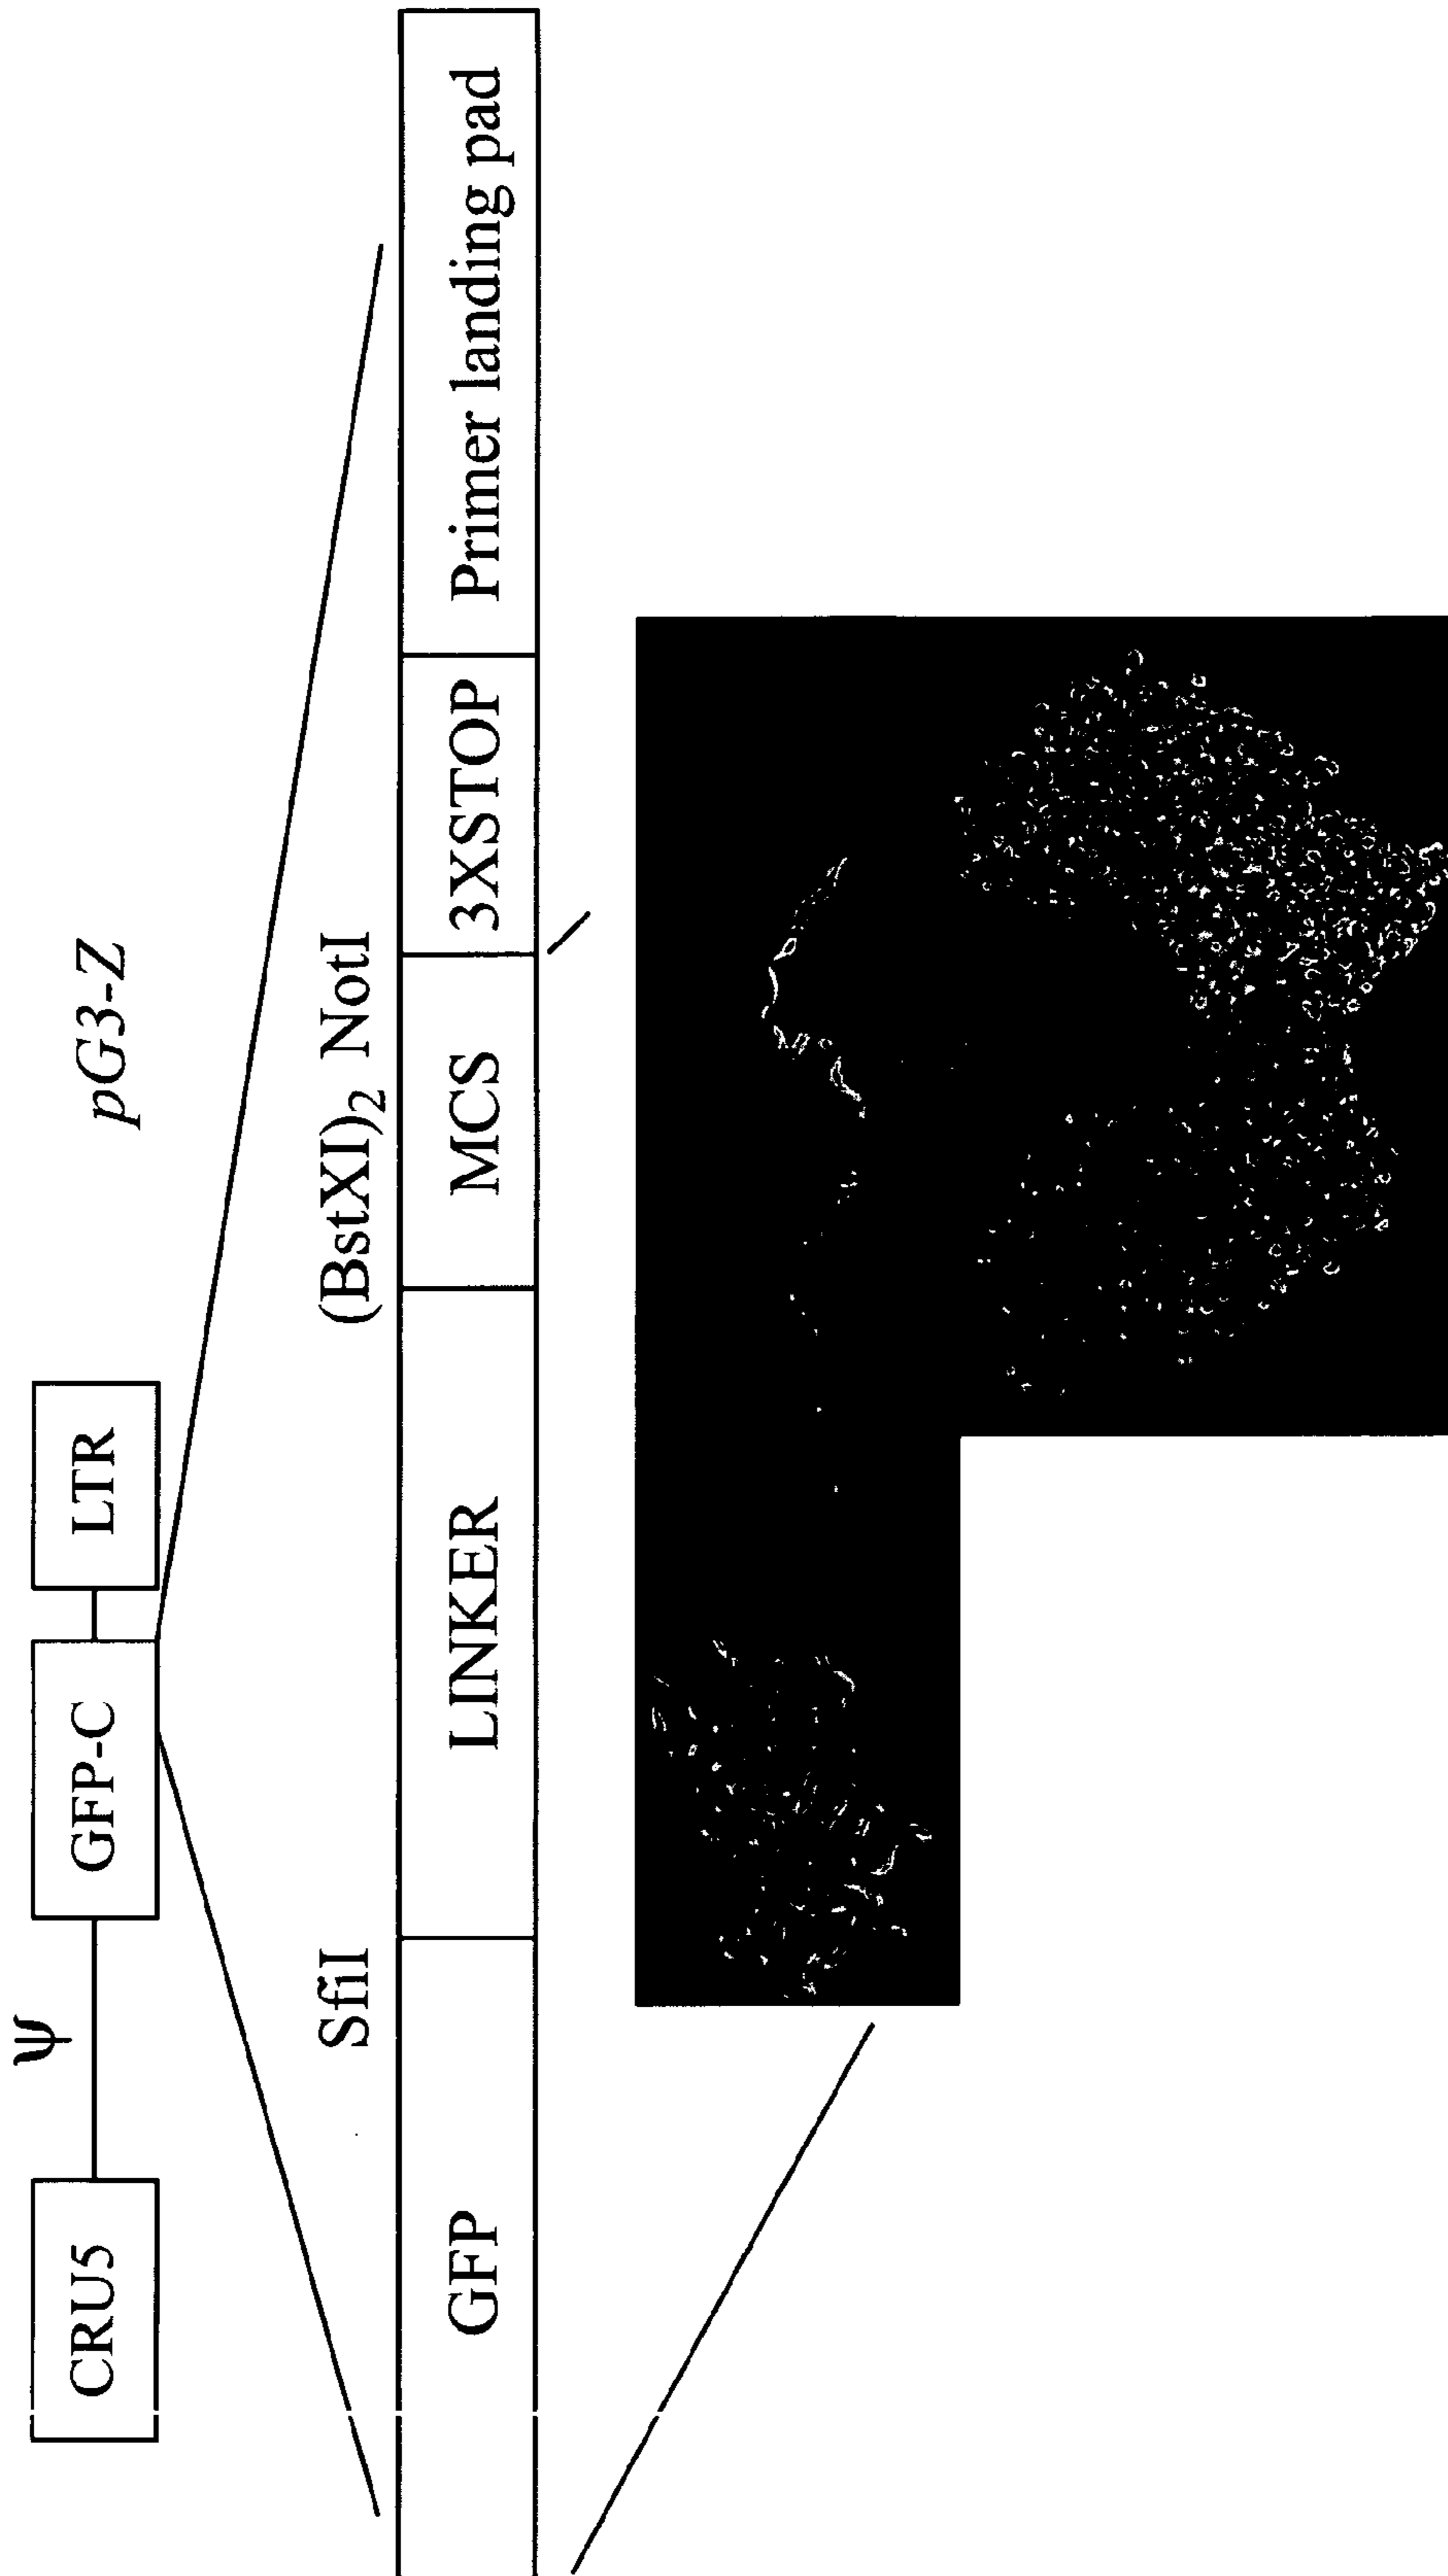 pG3-Z
ψ
CRU5 GFP-C LTR
SfiI (BstXI)2 NotI
GFP LINKER MCS 3XSTOP Primer landing pad